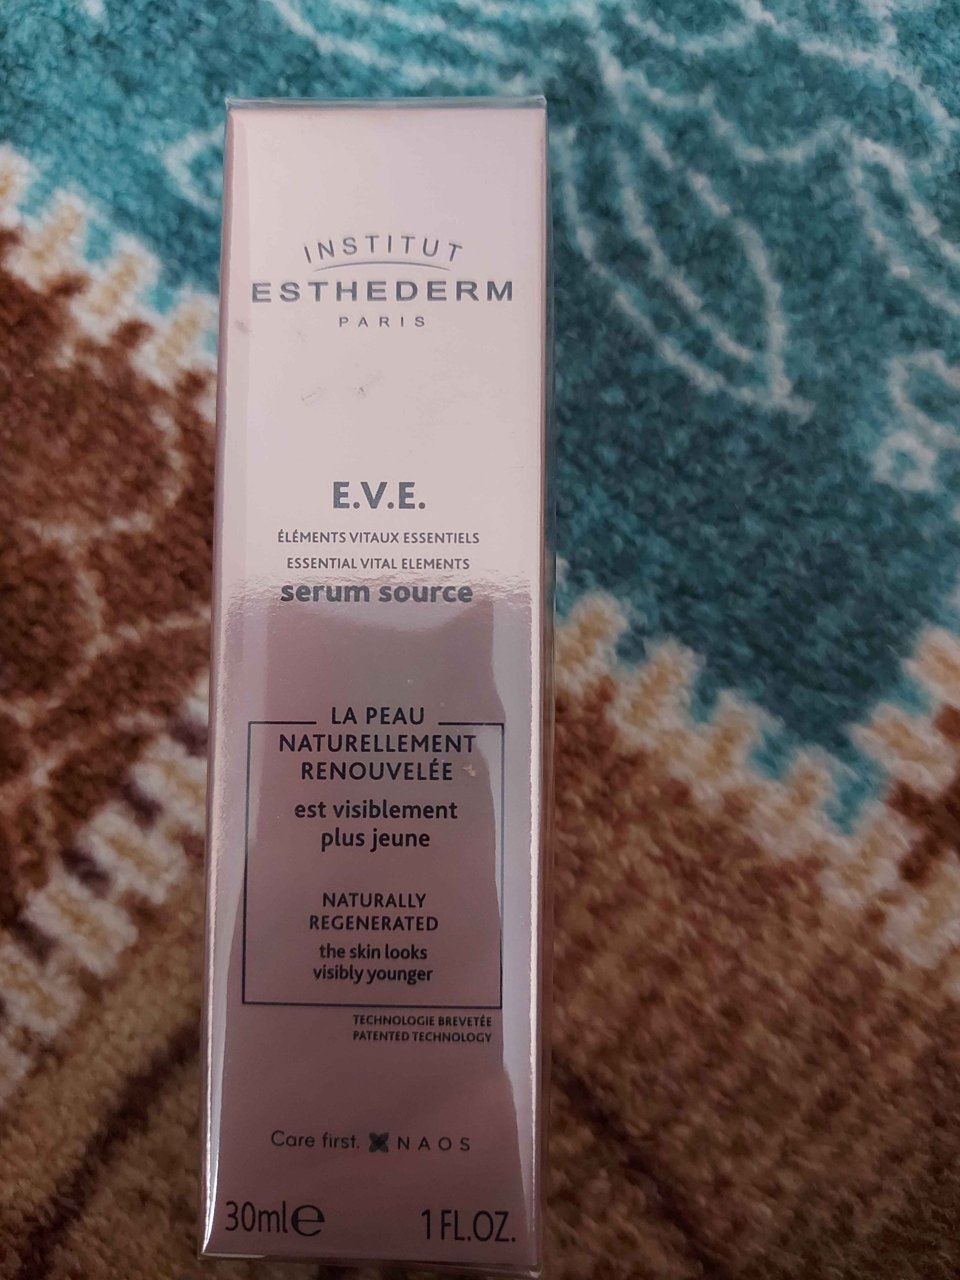 INSTITUT
ESTHEDERM
PARIS
E.V.E.
ÉLÉMENTS VITAUX ESSENTIELS
ESSENTIAL VITAL ELEMENTS
serum source
LA PEAU
NATURELLEMENT
RENOUVELÉE
est visiblement
plus jeune
NATURALLY
REGENERATED
the skin looks
visibly younger
TECHNOLOGIE BREVETÉE
PATENTED TECHNOLOGY
Care first. NAOS
30ml℮ 1 FL.OZ.